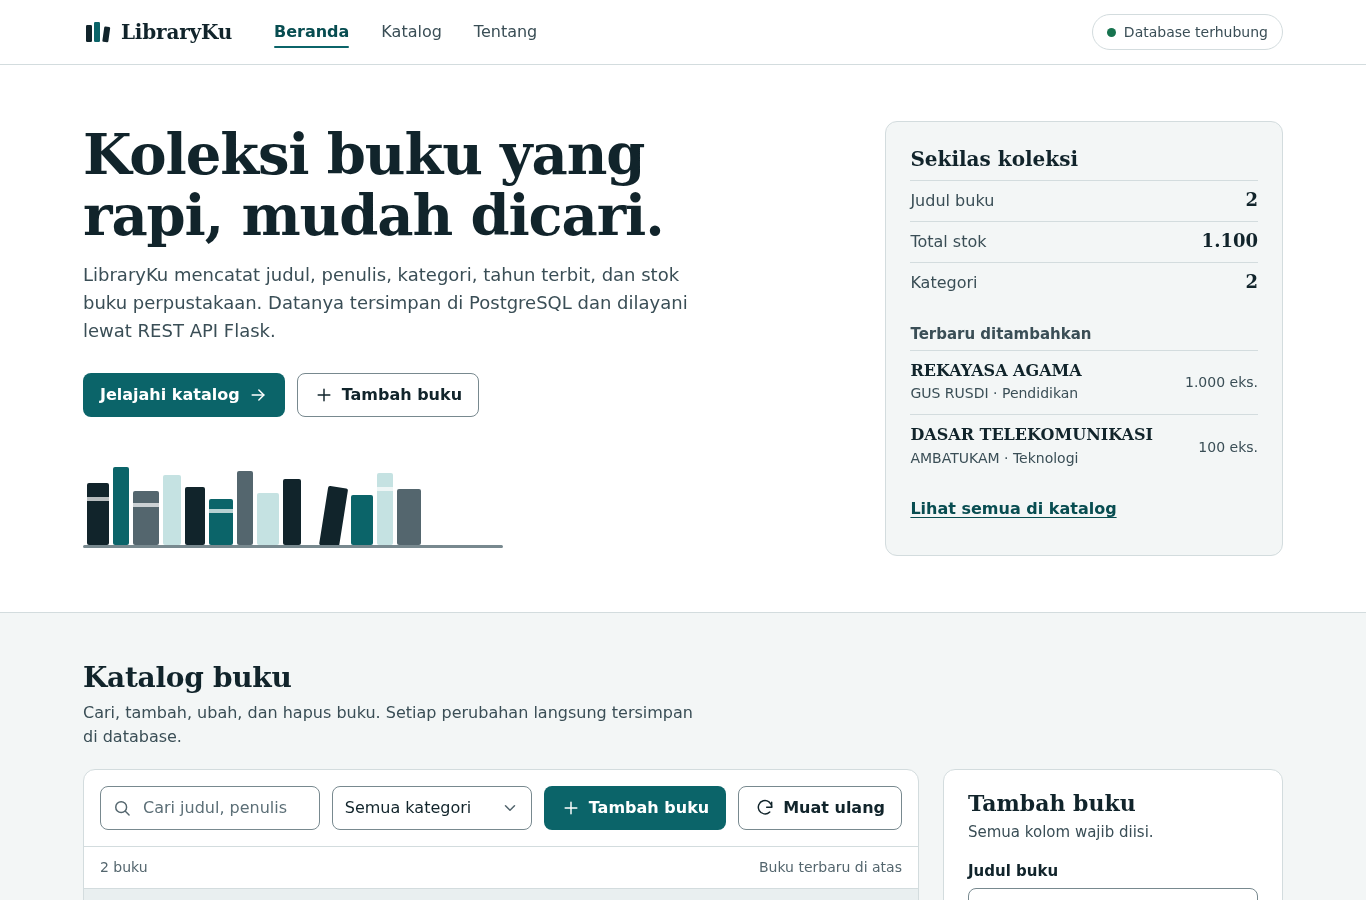 LibraryKu
Beranda
Katalog
Tentang
Database terhubung
Koleksi buku yang
rapi, mudah dicari.
LibraryKu mencatat judul, penulis, kategori, tahun terbit, dan stok
buku perpustakaan. Datanya tersimpan di PostgreSQL dan dilayani
lewat REST API Flask.
Jelajahi katalog
Tambah buku
Sekilas koleksi
Judul buku 2
Total stok 1.100
Kategori 2
Terbaru ditambahkan
REKAYASA AGAMA
GUS RUSDI · Pendidikan
1.000 eks.
DASAR TELEKOMUNIKASI
AMBATUKAM · Teknologi
100 eks.
Lihat semua di katalog
Katalog buku
Cari, tambah, ubah, dan hapus buku. Setiap perubahan langsung tersimpan
di database.
Cari judul, penulis
Semua kategori
Tambah buku
Muat ulang
2 buku
Buku terbaru di atas
Tambah buku
Semua kolom wajib diisi.
Judul buku